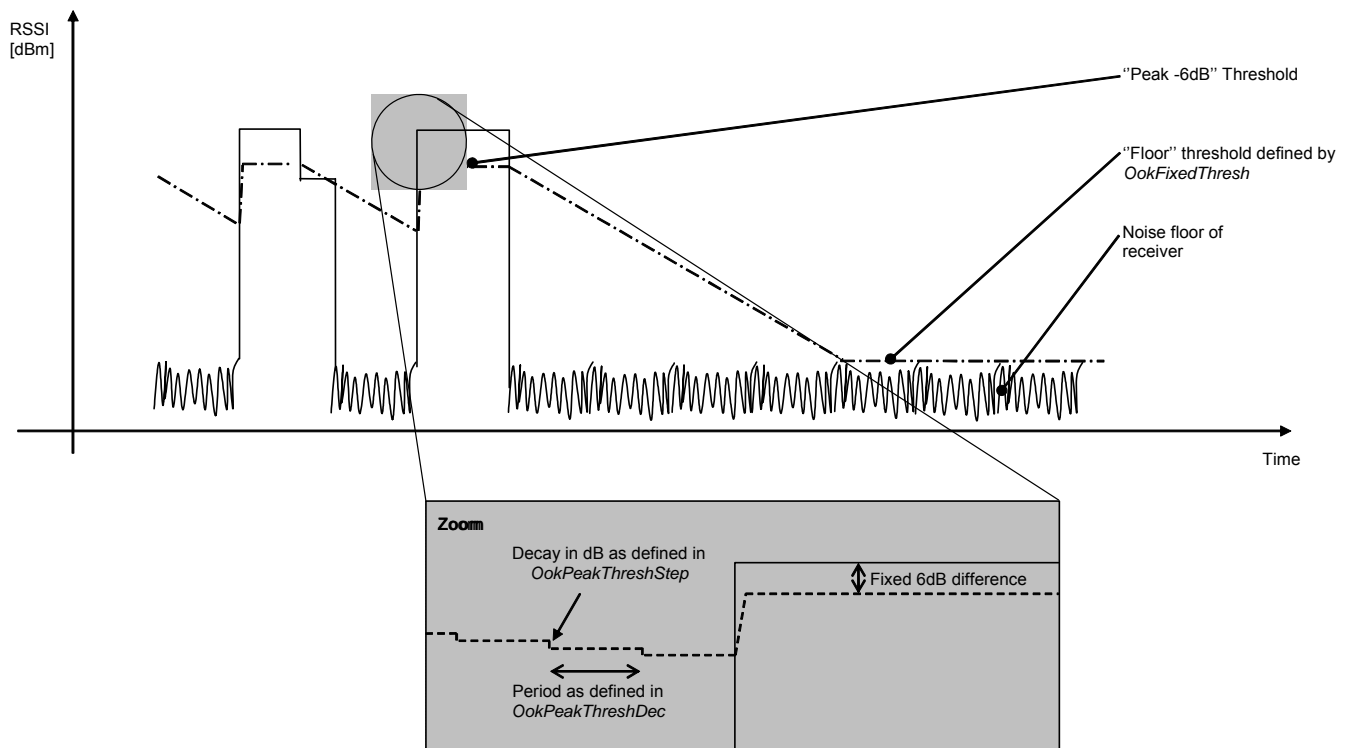 RSSI
[dBm]
‘’Peak -6dB’’ Threshold
‘’Floor’’ threshold defined by
OokFixedThresh
Noise floor of
receiver
Time
Zoom
Decay in dB as defined in
OokPeakThreshStep
Fixed 6dB difference
Period as defined in
OokPeakThreshDec